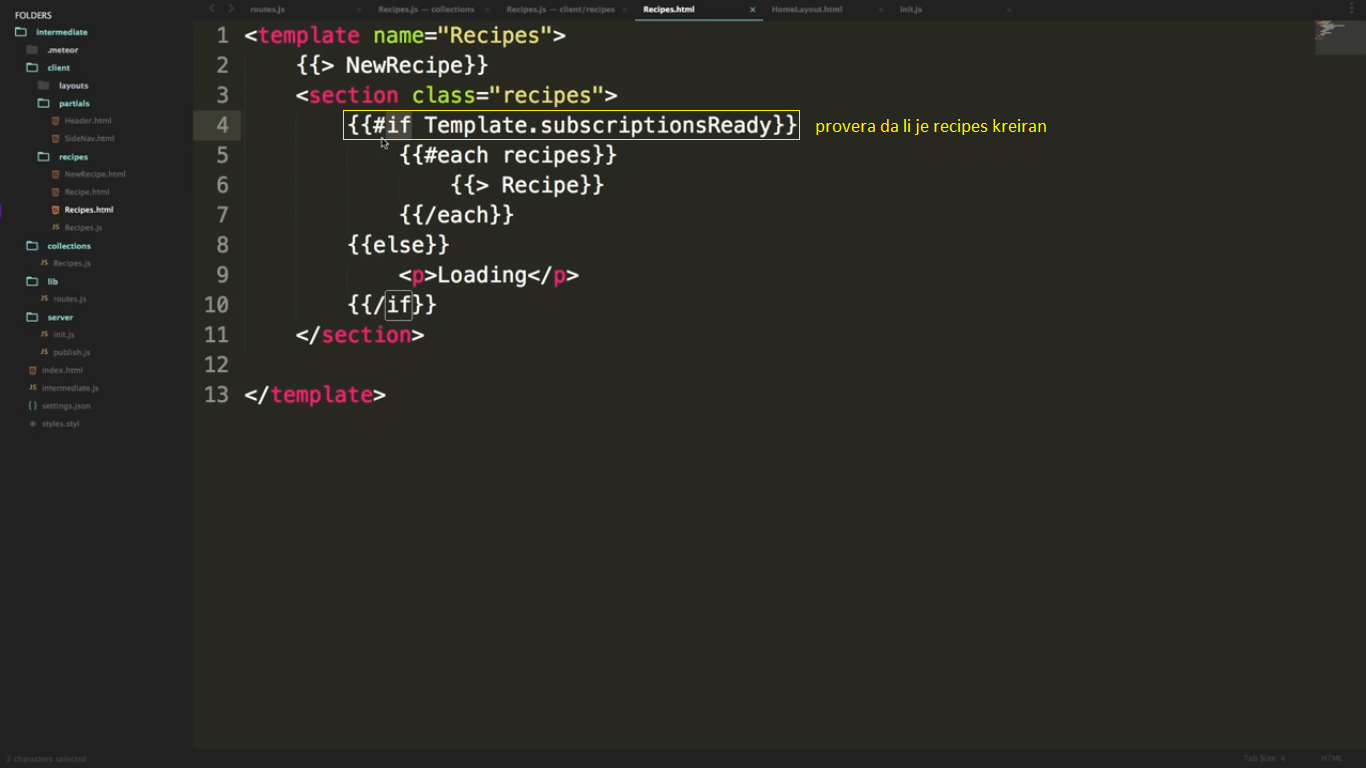 FOLDERS
intermediate
.meteor
client
layouts
partials
Header.html
SideNav.html
recipes
NewRecipe.html
Recipe.html
Recipes.html
Recipes.js
collections
Recipes.js
lib
routes.js
server
init.js
publish.js
index.html
intermediate.js
settings.json
styles.styl
routes.js
Recipes.js — collections
Recipes.js — client/recipes
Recipes.html
HomeLayout.html
init.js
1 <template name="Recipes">
2 {{> NewRecipe}}
3 <section class="recipes">
4 {{#if Template.subscriptionsReady}} provera da li je recipes kreiran
5 {{#each recipes}}
6 {{> Recipe}}
7 {{/each}}
8 {{else}}
9 <p>Loading</p>
10 {{/if}}
11 </section>
12
13 </template>
2 characters selected
Tab Size: 4 HTML